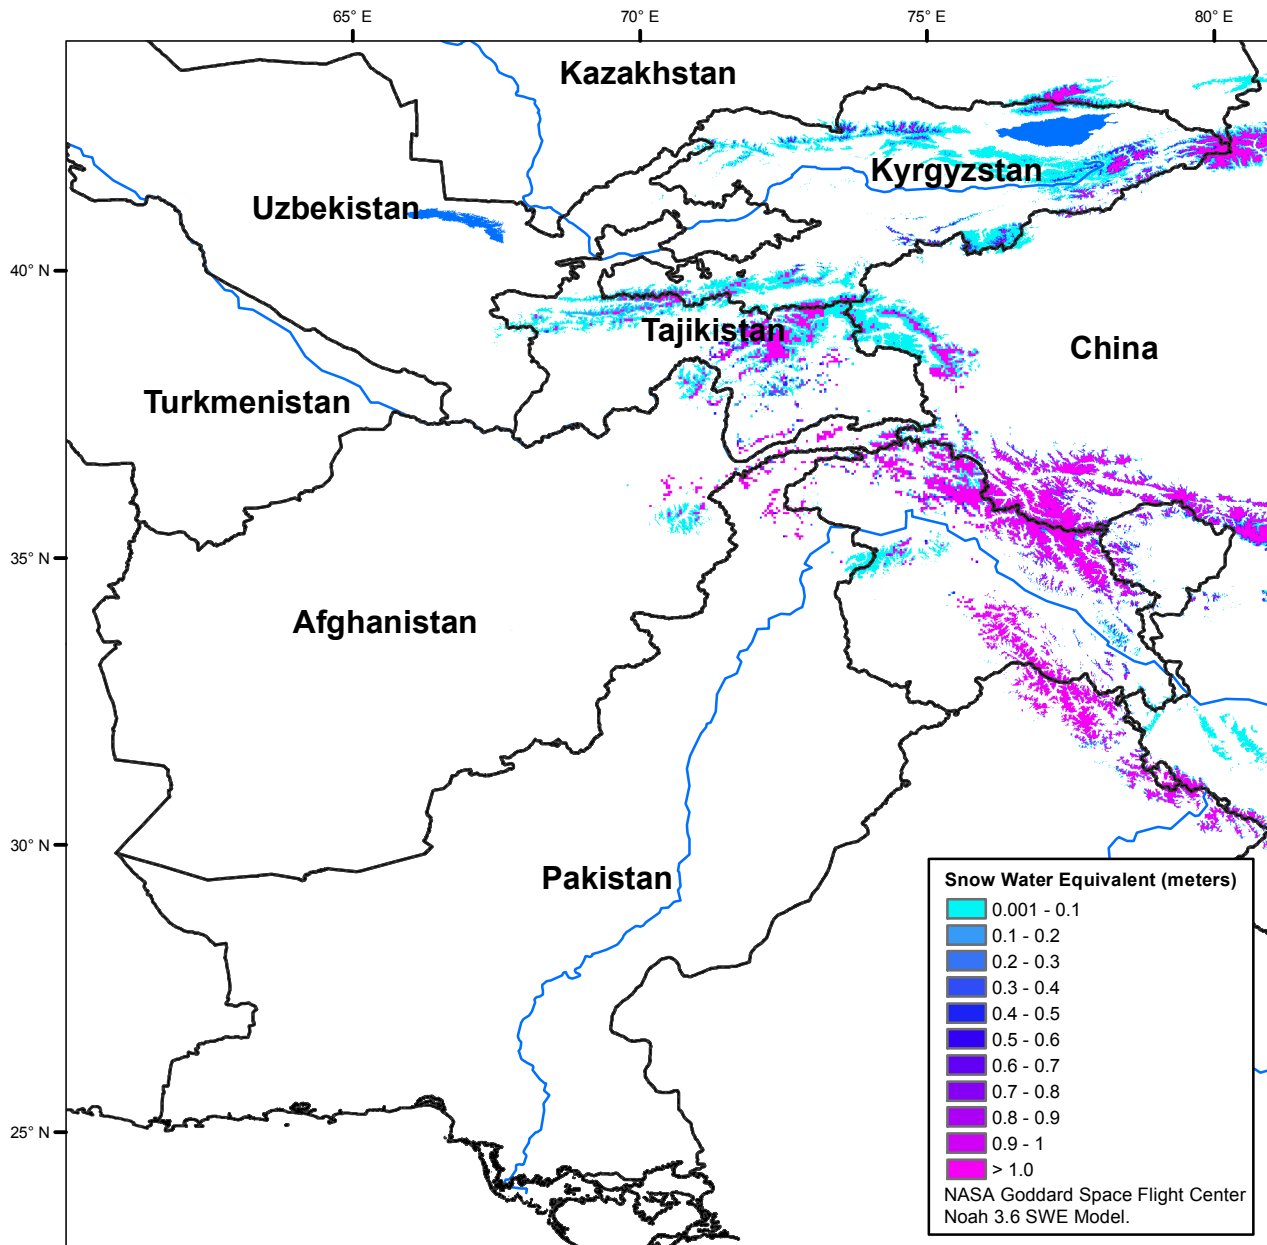 65° E
70° E
75° E
80° E
Kazakhstan
Kyrgyzstan
Uzbekistan
40° N
Tajikistan
China
Turkmenistan
35° N
Afghanistan
30° N
Pakistan
25° N
Snow Water Equivalent (meters)
0.001 - 0.1
0.1 - 0.2
0.2 - 0.3
0.3 - 0.4
0.4 - 0.5
0.5 - 0.6
0.6 - 0.7
0.7 - 0.8
0.8 - 0.9
0.9 - 1
> 1.0
NASA Goddard Space Flight Center
Noah 3.6 SWE Model.